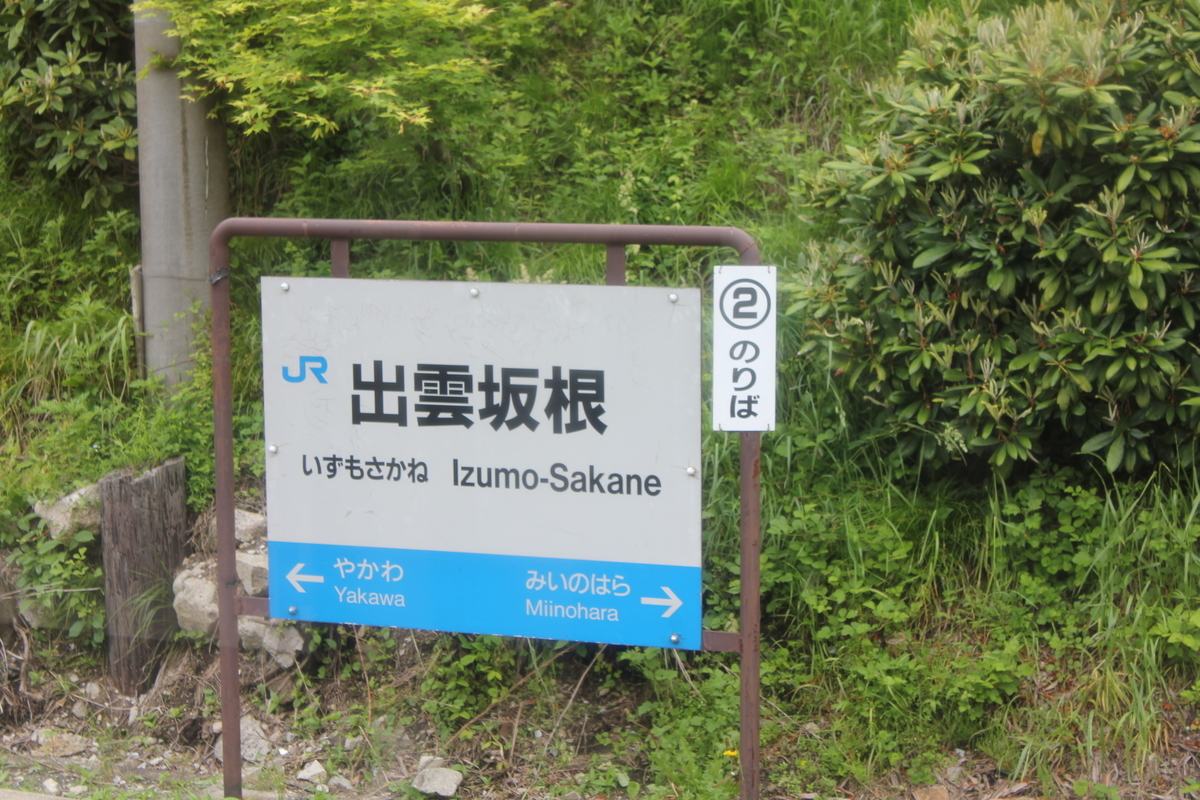 JR 出雲坂根
いずもさかね Izumo-Sakane
← やかわ
Yakawa
みいのはら →
Miinohara
②のりば